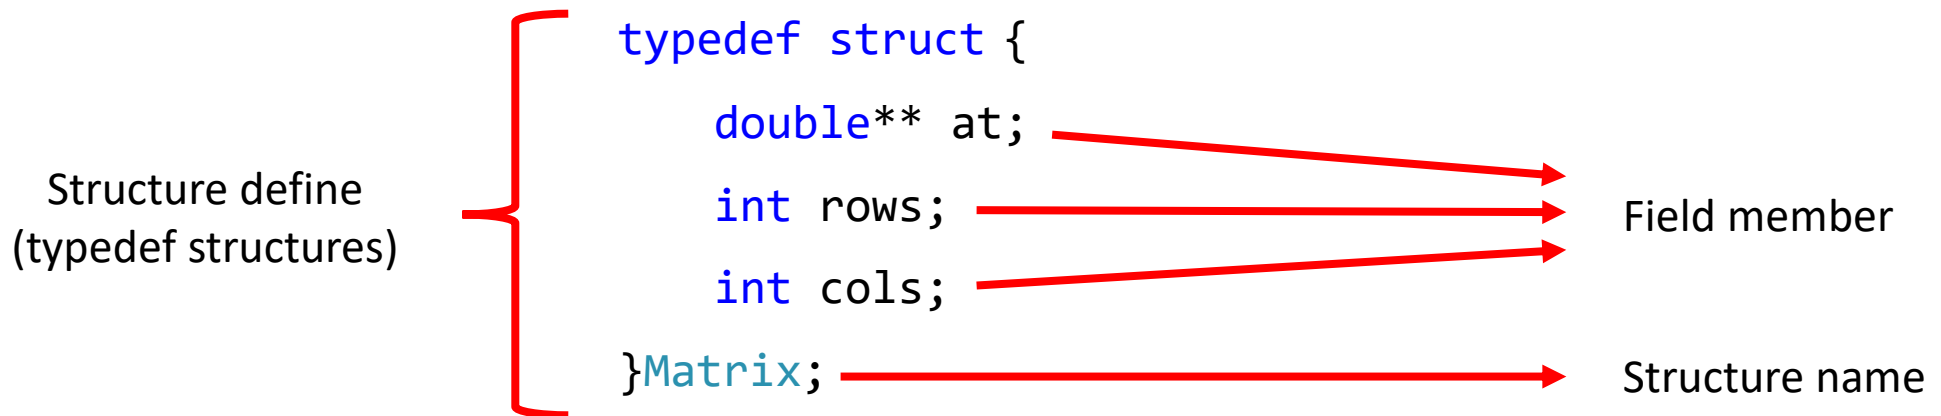 Structure define
(typedef structures)
typedef struct {
double** at;
int rows;
int cols;
}Matrix;
Field member
Structure name